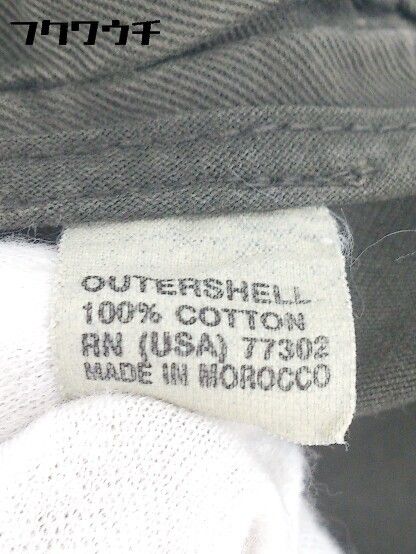 フクワウチ
OUTERSHELL
100% COTTON
RN (USA) 77302
MADE IN MOROCCO